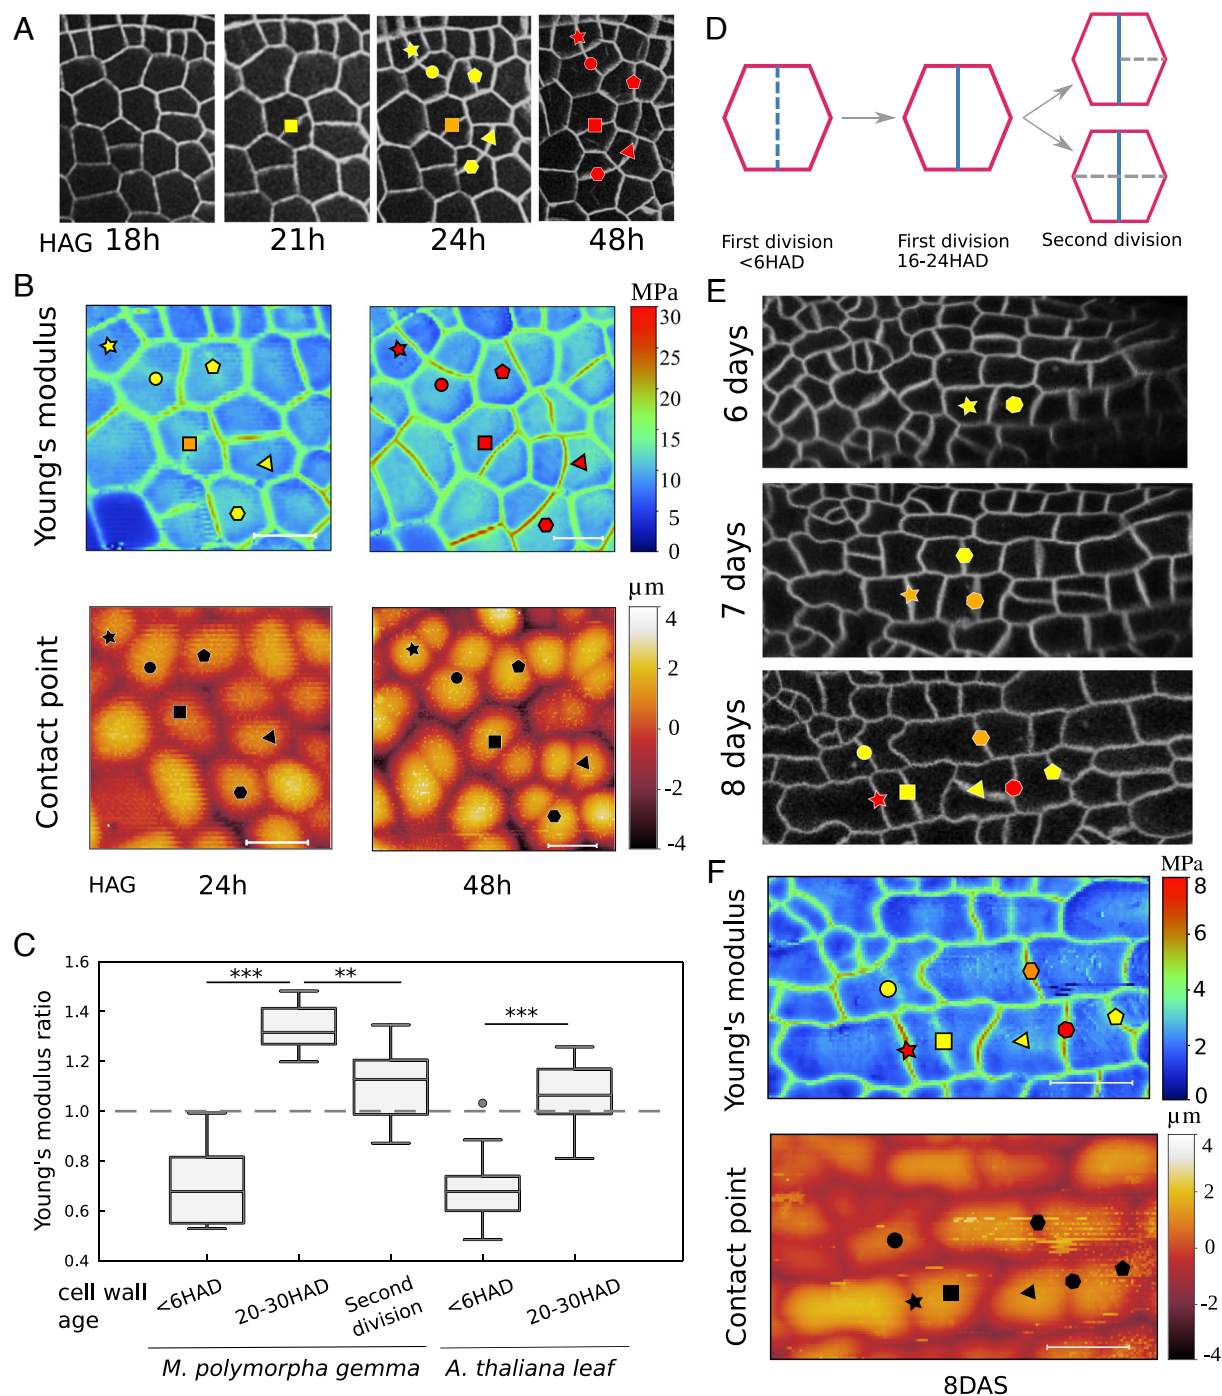 A
HAG 18h 21h 24h 48h
B
Young's modulus
MPa
30
25
20
15
10
5
0
Contact point
µm
4
2
0
-2
-4
HAG 24h 48h
C
Young's modulus ratio
1.6
1.4
1.2
1.0
0.8
0.6
0.4
*** ** ***
cell wall age
<6HAD 20-30HAD Second division <6HAD 20-30HAD
M. polymorpha gemma A. thaliana leaf
D
First division
<6HAD
First division
16-24HAD
Second division
E
6 days
7 days
8 days
F
Young's modulus
MPa
8
6
4
2
0
Contact point
µm
4
2
0
-2
-4
8DAS